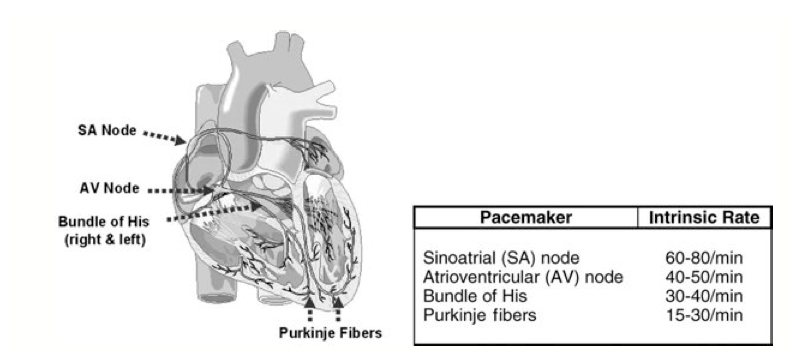 SA Node
AV Node
Bundle of His
(right & left)
Purkinje Fibers
Pacemaker Intrinsic Rate
Sinoatrial (SA) node 60-80/min
Atrioventricular (AV) node 40-50/min
Bundle of His 30-40/min
Purkinje fibers 15-30/min